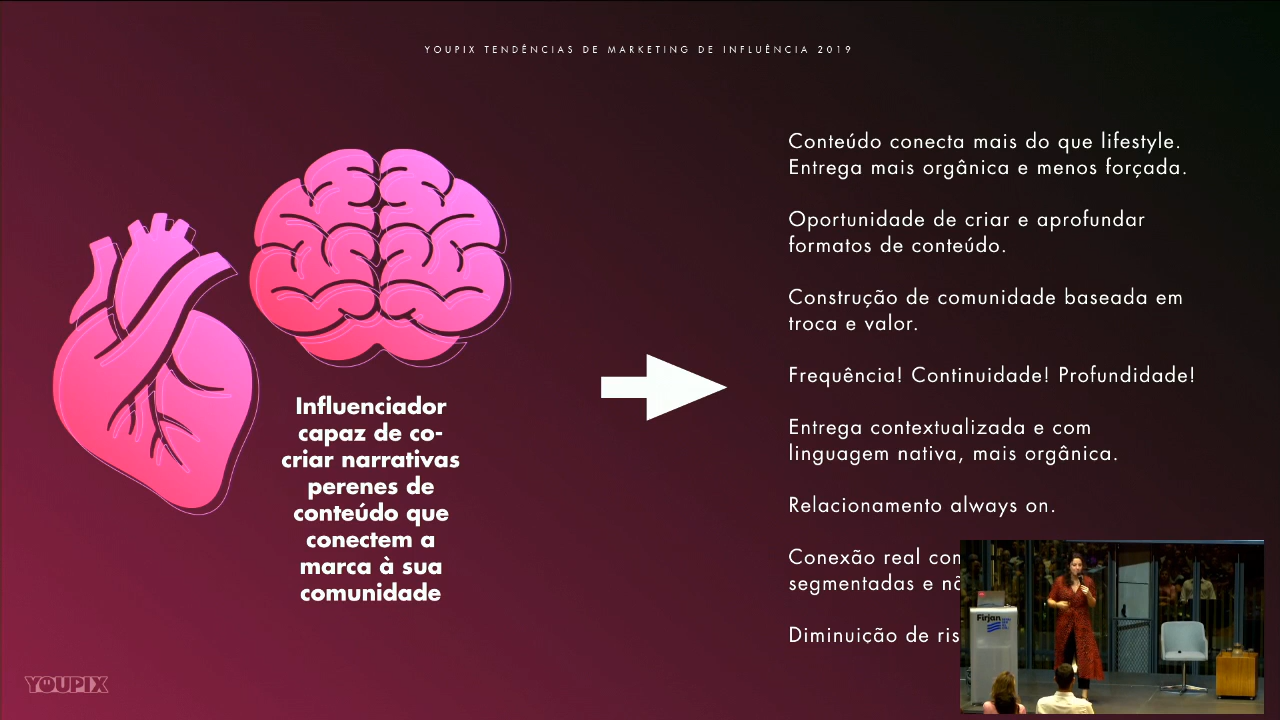 YOUPIX TENDÊNCIAS DE MARKETING DE INFLUÊNCIA 2019
Influenciador
capaz de co-
criar narrativas
perenes de
conteúdo que
conectem a
marca à sua
comunidade
Conteúdo conecta mais do que lifestyle.
Entrega mais orgânica e menos forçada.
Oportunidade de criar e aprofundar
formatos de conteúdo.
Construção de comunidade baseada em
troca e valor.
Frequência! Continuidade! Profundidade!
Entrega contextualizada e com
linguagem nativa, mais orgânica.
Relacionamento always on.
Conexão real
segmentadas e
Diminuição de
Firjan
YOUPIX